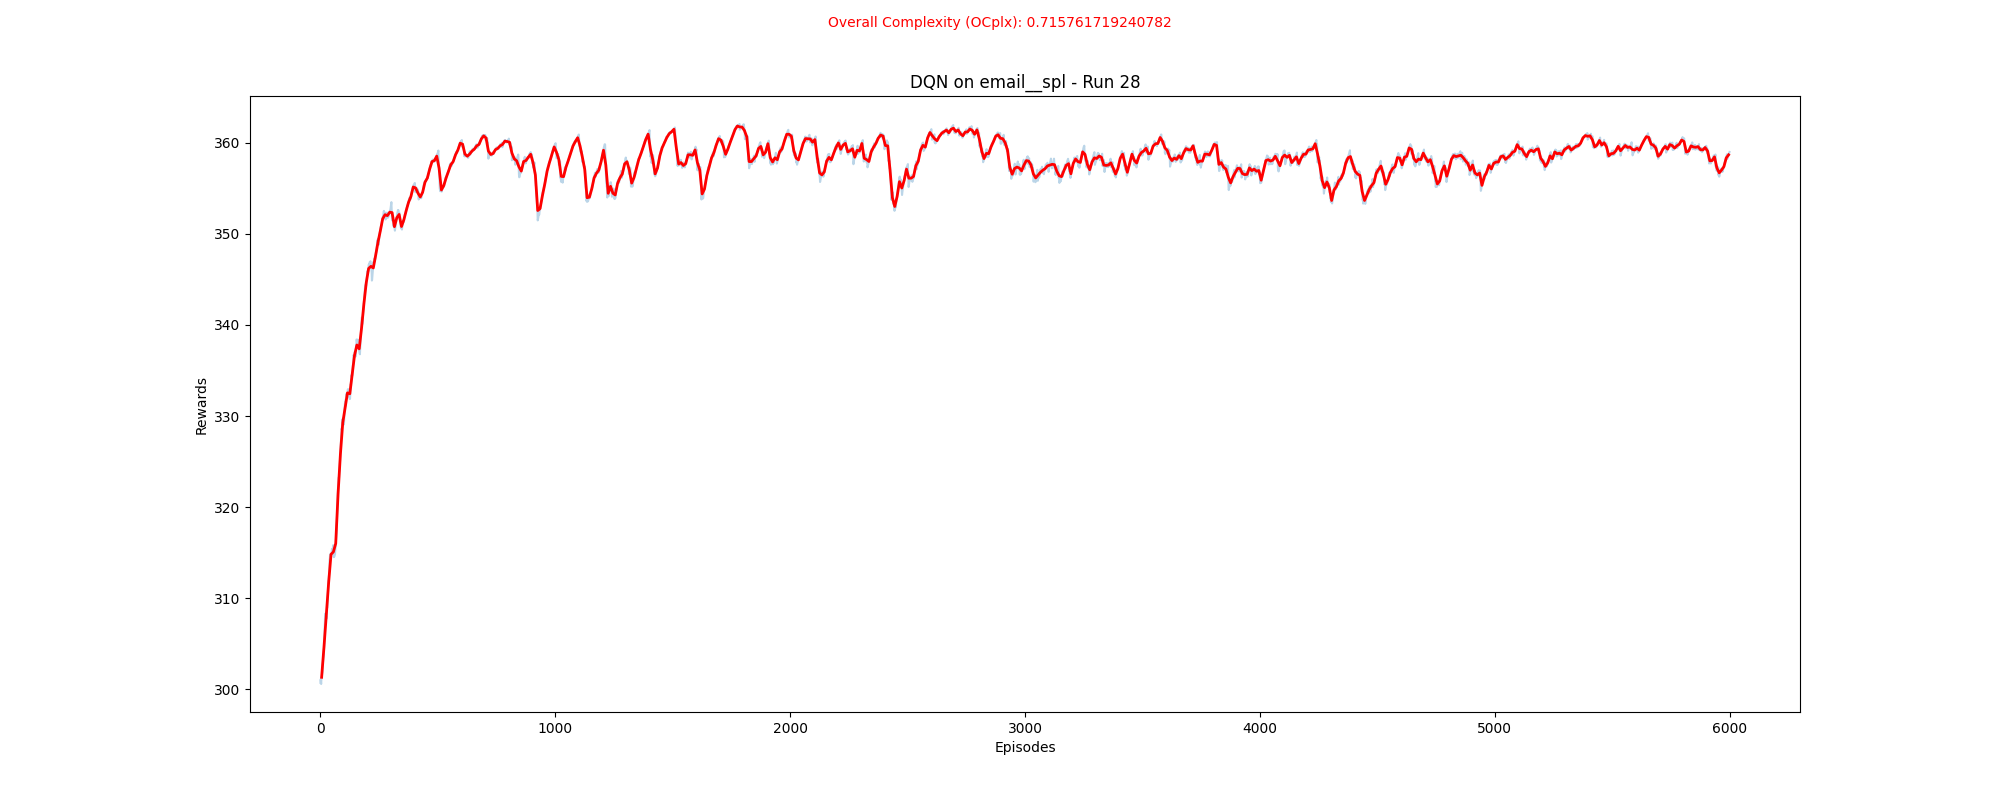 Overall Complexity (OCplx): 0.715761719240782
DQN on email__spl - Run 28
360
350
340
330
320
310
300
Rewards
0 1000 2000 3000 4000 5000 6000
Episodes